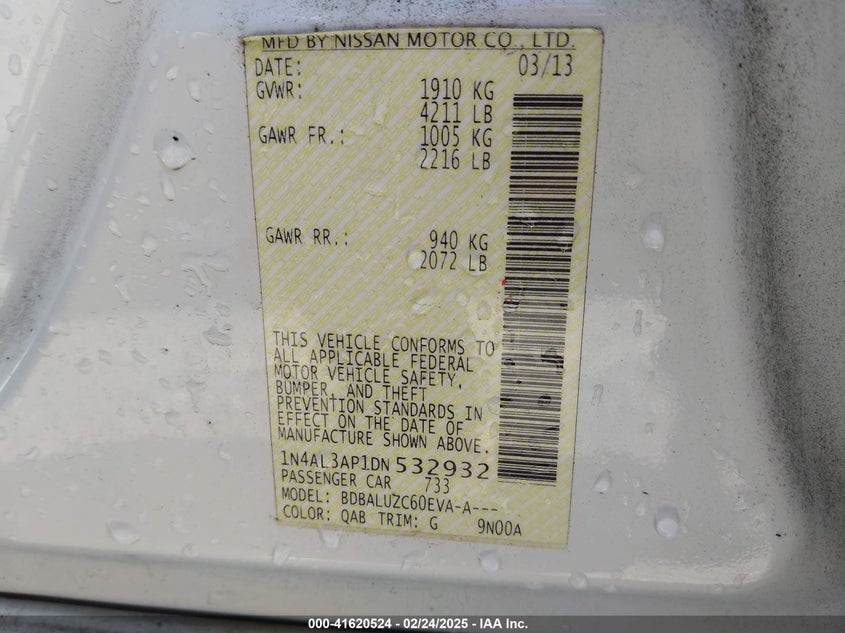 MFD BY NISSAN MOTOR CO., LTD.
DATE: 03/13
GVWR: 1910 KG
4211 LB
GAWR FR.: 1005 KG
2216 LB
GAWR RR.: 940 KG
2072 LB
THIS VEHICLE CONFORMS TO
ALL APPLICABLE FEDERAL
MOTOR VEHICLE SAFETY,
BUMPER, AND THEFT
PREVENTION STANDARDS IN
EFFECT ON THE DATE OF
MANUFACTURE SHOWN ABOVE.
1N4AL3AP1DN532932
PASSENGER CAR 733
MODEL: BDBALUZC60EVA-A---
COLOR: QAB TRIM: G 9N00A
000-41620524 - 02/24/2025 - IAA Inc.